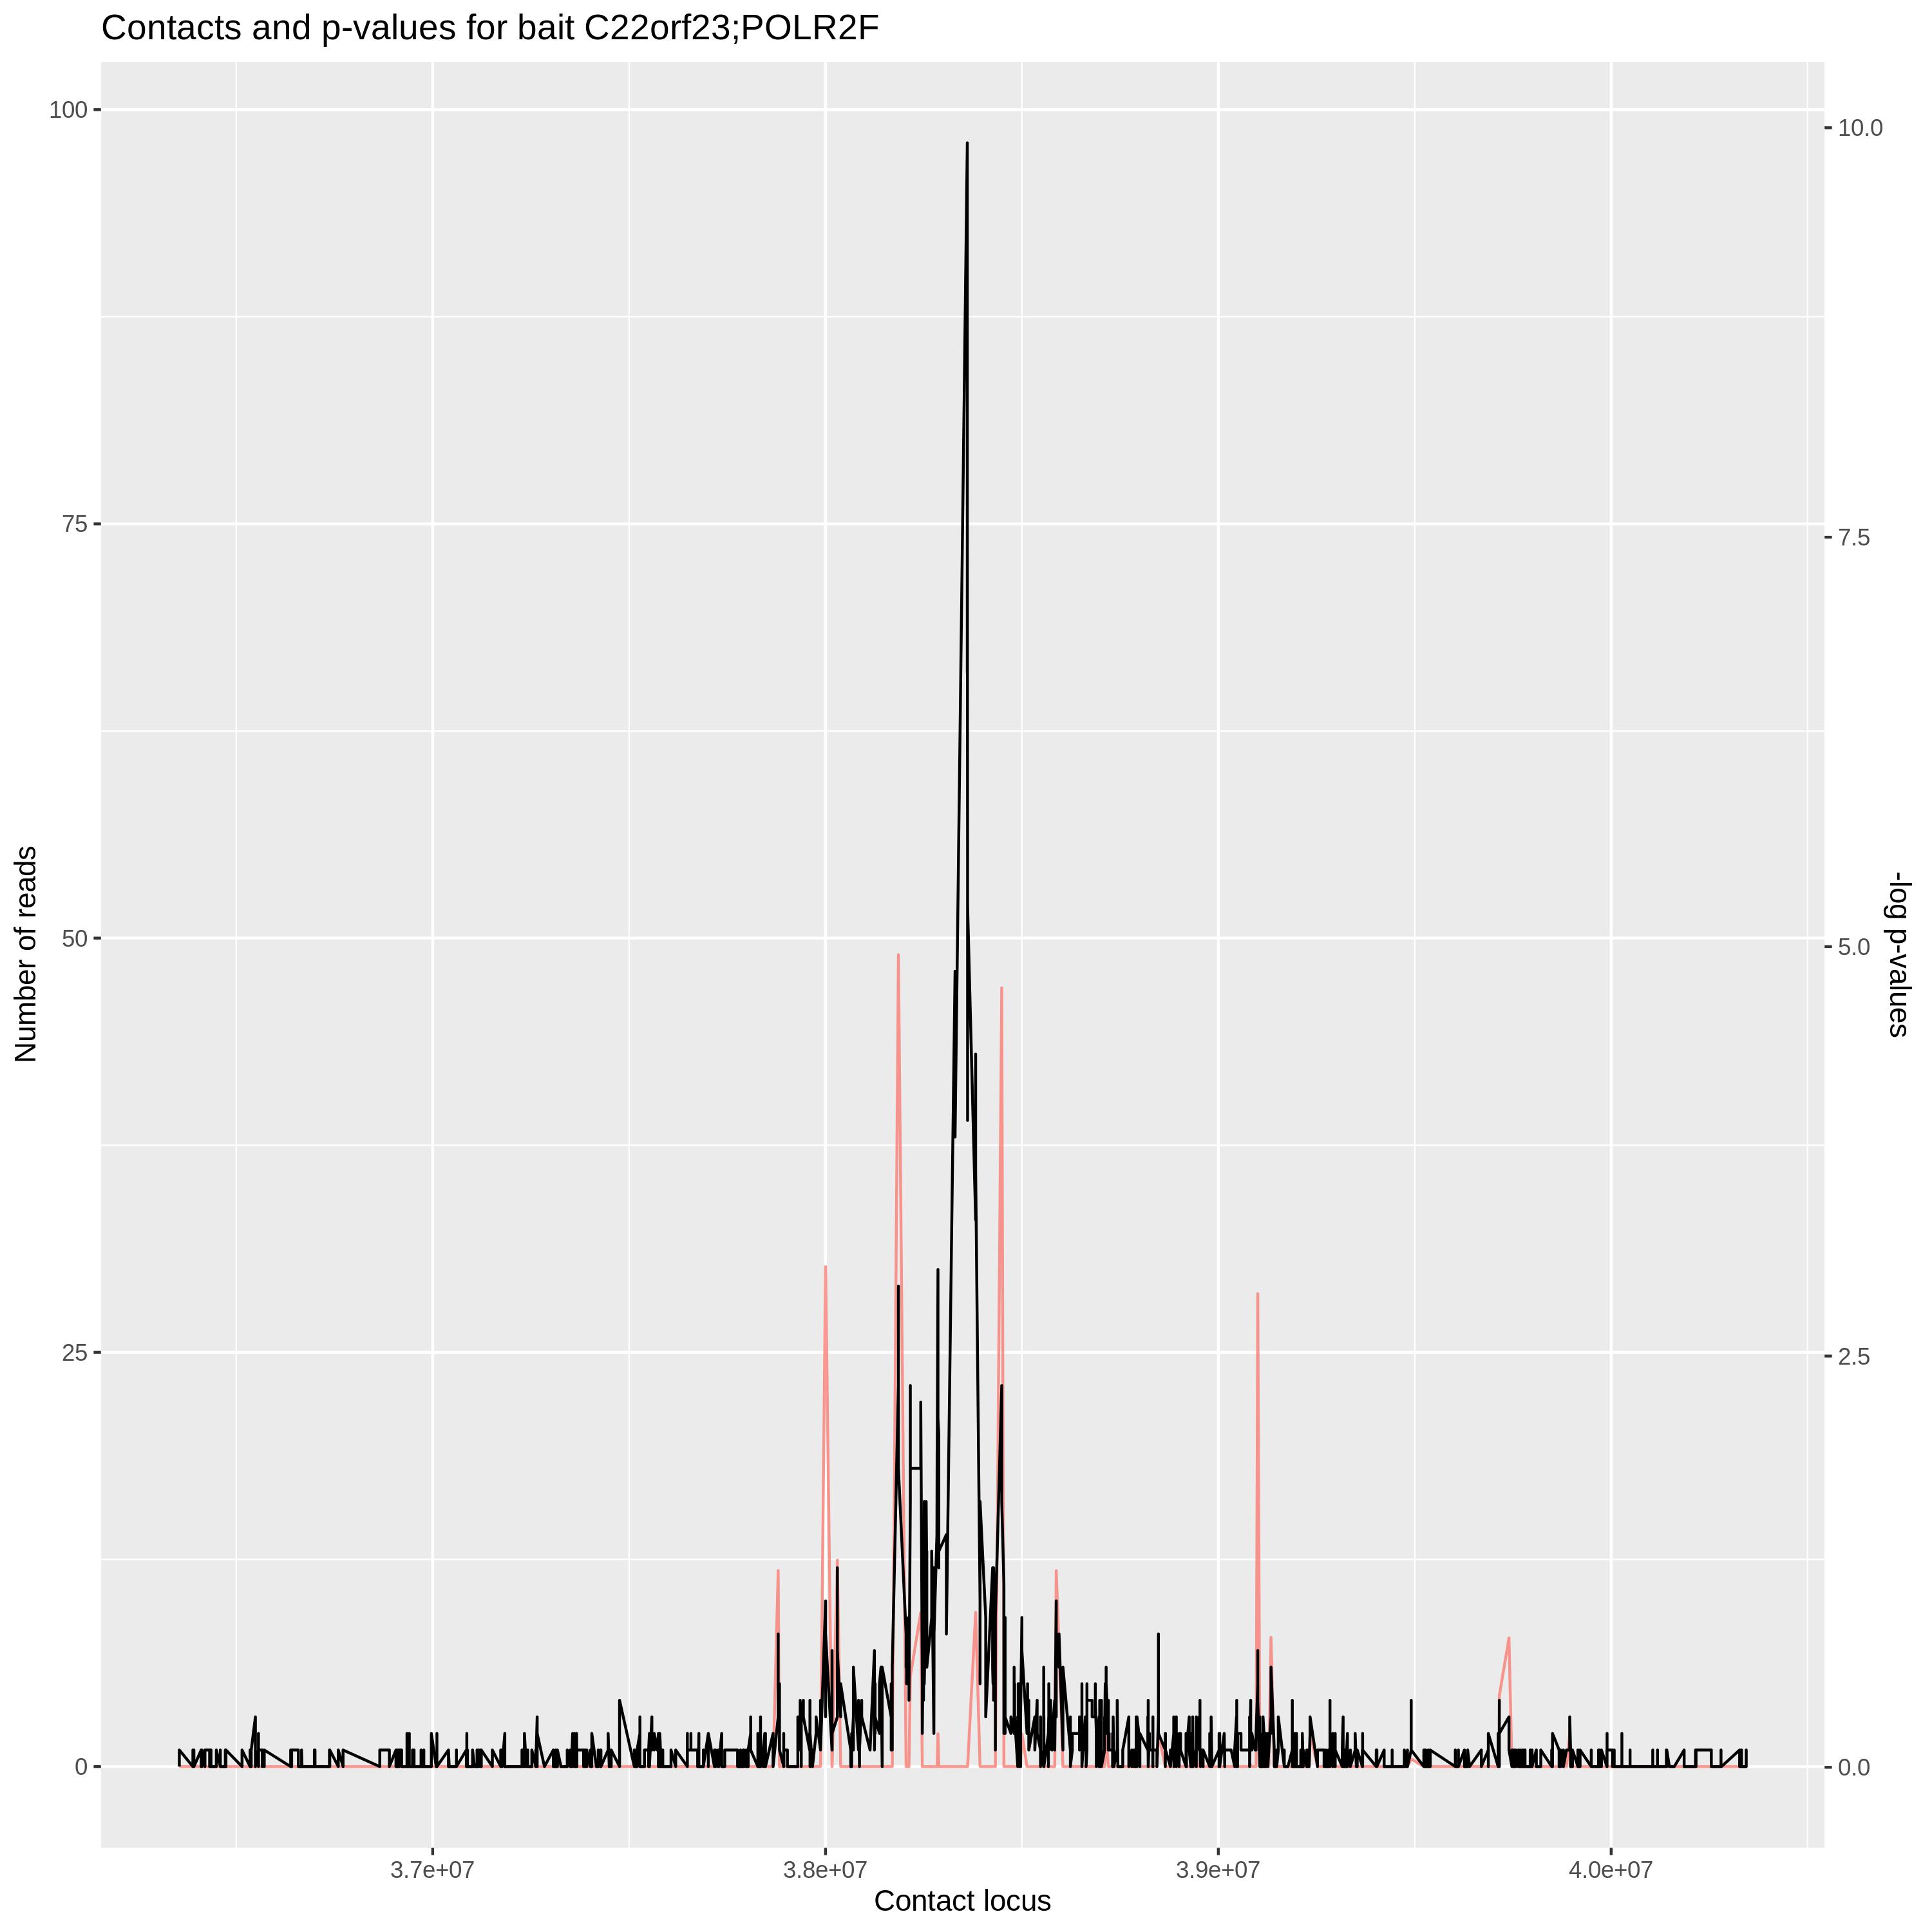 Contacts and p-values for bait C22orf23;POLR2F
100
75
50
25
0
Number of reads
10.0
7.5
5.0
2.5
0.0
-log p-values
3.7e+07
3.8e+07
3.9e+07
4.0e+07
Contact locus